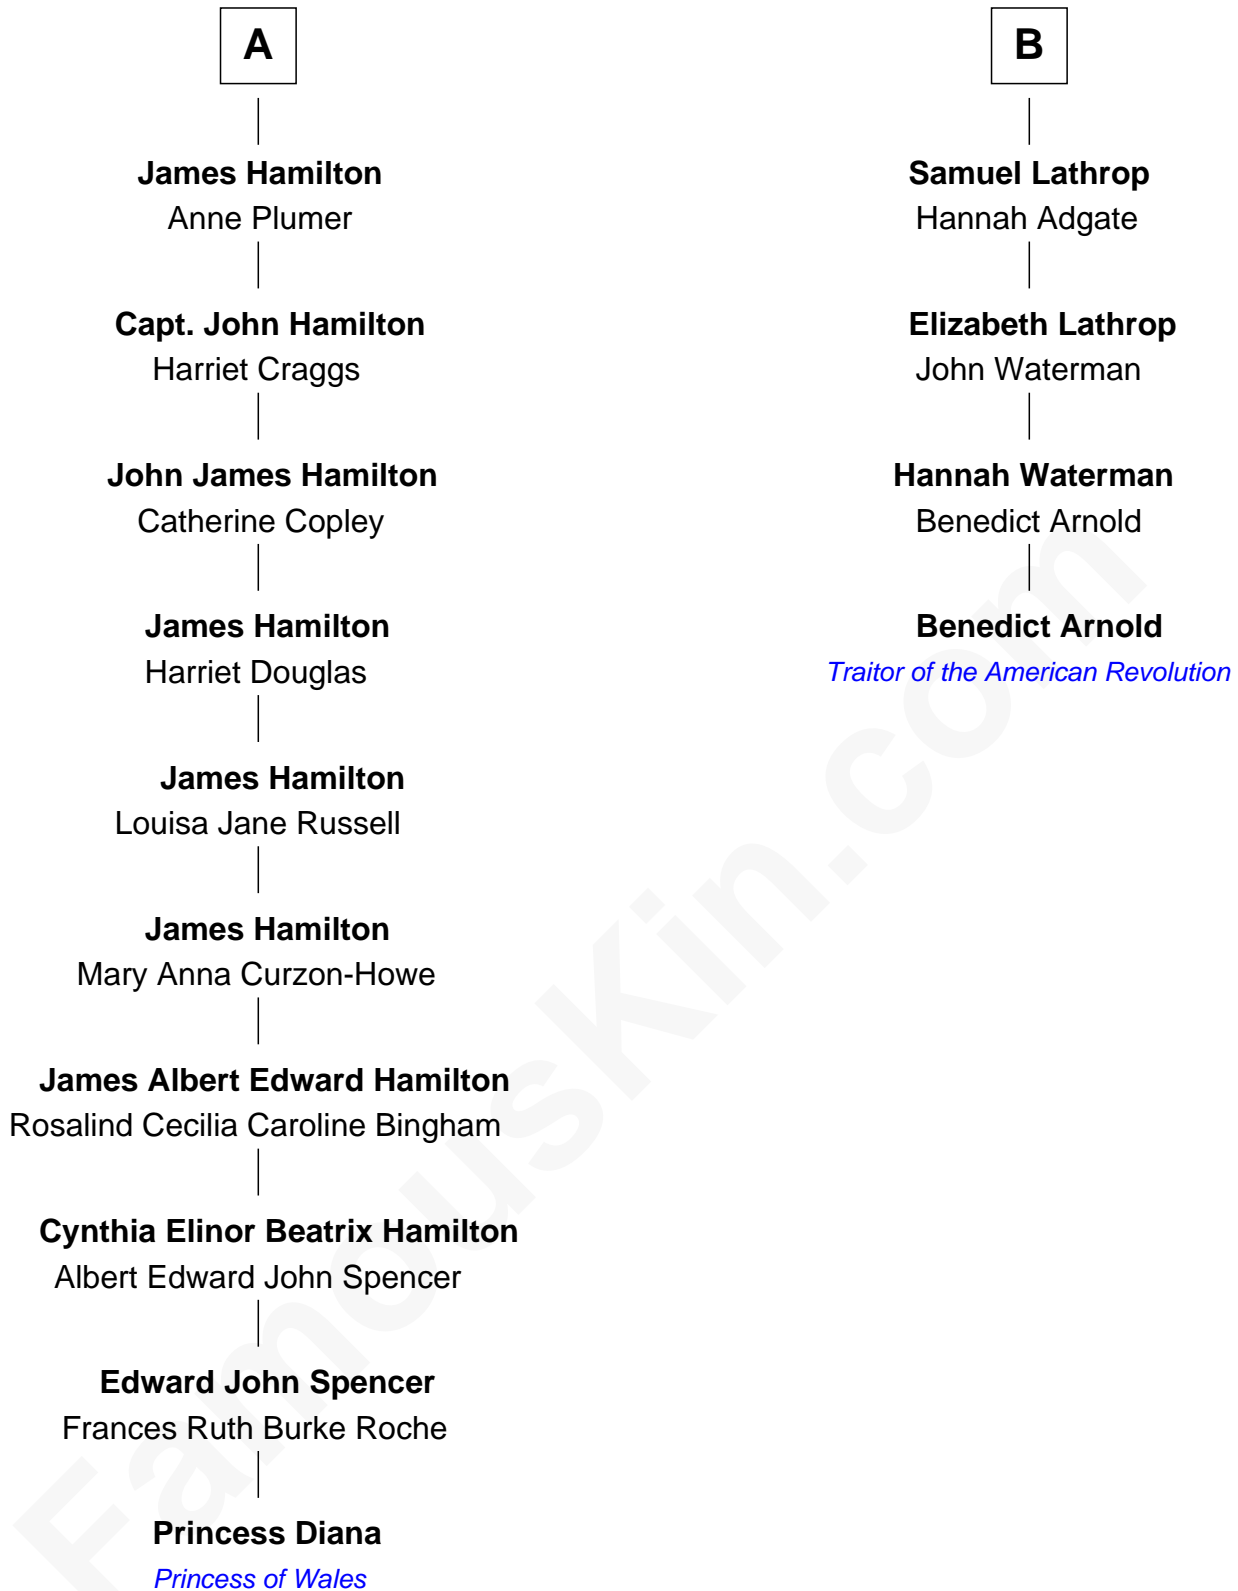 A
James Hamilton
Anne Plumer
Capt. John Hamilton
Harriet Craggs
John James Hamilton
Catherine Copley
James Hamilton
Harriet Douglas
James Hamilton
Louisa Jane Russell
James Hamilton
Mary Anna Curzon-Howe
James Albert Edward Hamilton
Rosalind Cecilia Caroline Bingham
Cynthia Elinor Beatrix Hamilton
Albert Edward John Spencer
Edward John Spencer
Frances Ruth Burke Roche
Princess Diana
Princess of Wales
B
Samuel Lathrop
Hannah Adgate
Elizabeth Lathrop
John Waterman
Hannah Waterman
Benedict Arnold
Benedict Arnold
Traitor of the American Revolution
FamousKin.com